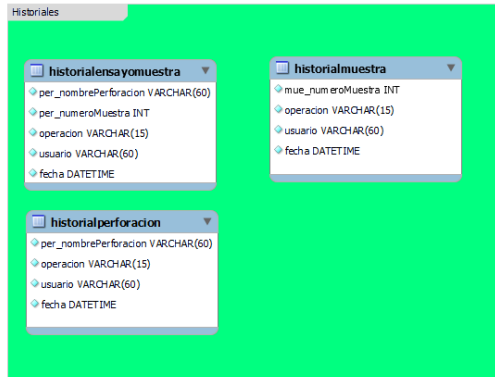 Historiales
historialensayomuestra
per_nombrePerforacion VARCHAR(60)
per_numeroMuestra INT
operacion VARCHAR(15)
usuario VARCHAR(60)
fecha DATETIME
historialmuestra
mue_numeroMuestra INT
operacion VARCHAR(15)
usuario VARCHAR(60)
fecha DATETIME
historialperforacion
per_nombrePerforacion VARCHAR(60)
operacion VARCHAR(15)
usuario VARCHAR(60)
fecha DATETIME